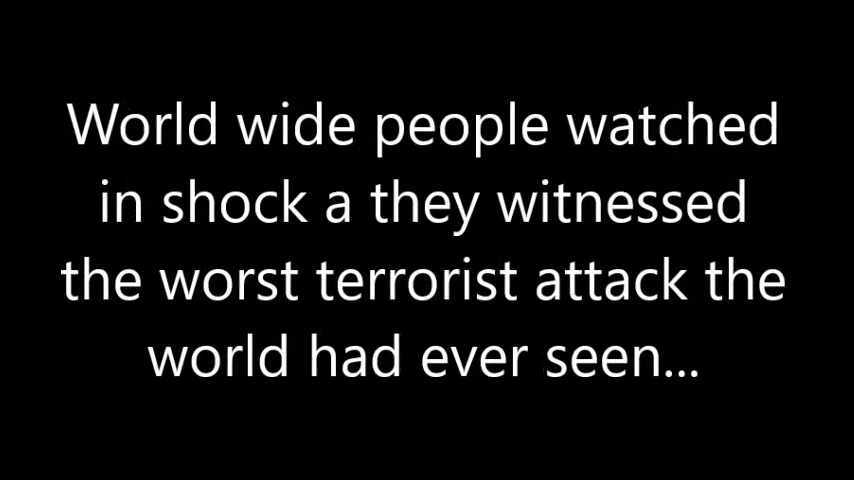 World wide people watched
in shock a they witnessed
the worst terrorist attack the
world had ever seen...